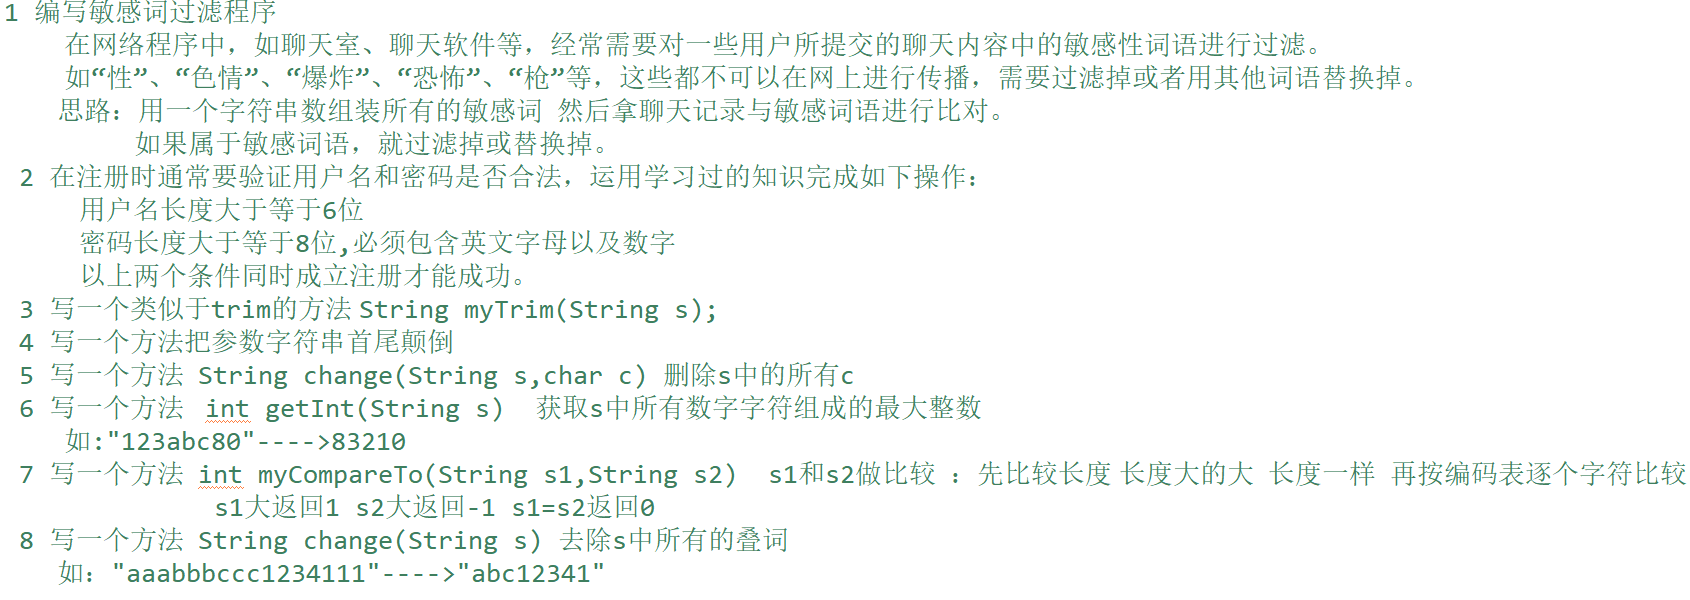 1 编写敏感词过滤程序
在网络程序中，如聊天室、聊天软件等，经常需要对一些用户所提交的聊天内容中的敏感性词语进行过滤。
如“性”、“色情”、“爆炸”、“恐怖”、“枪”等，这些都不可以在网上进行传播，需要过滤掉或者用其他词语替换掉。
思路：用一个字符串数组装所有的敏感词 然后拿聊天记录与敏感词语进行比对。
如果属于敏感词语，就过滤掉或替换掉。
2 在注册时通常要验证用户名和密码是否合法，运用学习过的知识完成如下操作：
用户名长度大于等于6位
密码长度大于等于8位,必须包含英文字母以及数字
以上两个条件同时成立注册才能成功。
3 写一个类似于trim的方法 String myTrim(String s);
4 写一个方法把参数字符串首尾颠倒
5 写一个方法 String change(String s,char c) 删除s中的所有c
6 写一个方法 int getInt(String s) 获取s中所有数字字符组成的最大整数
如:"123abc80"---->83210
7 写一个方法 int myCompareTo(String s1,String s2) s1和s2做比较 ：先比较长度 长度大的大 长度一样 再按编码表逐个字符比较
s1大返回1 s2大返回-1 s1=s2返回0
8 写一个方法 String change(String s) 去除s中所有的叠词
如："aaabbbccc1234111"---->"abc12341"